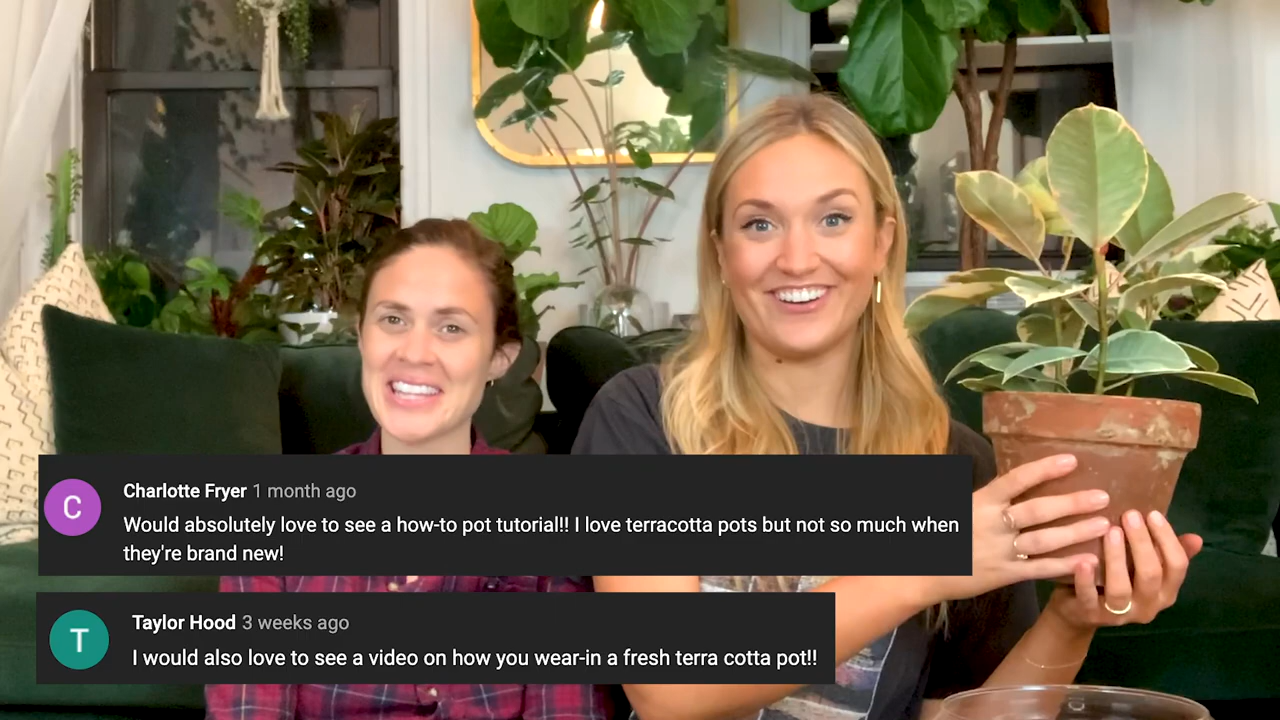 C
Charlotte Fryer 1 month ago
Would absolutely love to see a how-to pot tutorial!! I love terracotta pots but not so much when
they're brand new!
T
Taylor Hood 3 weeks ago
I would also love to see a video on how you wear-in a fresh terra cotta pot!!